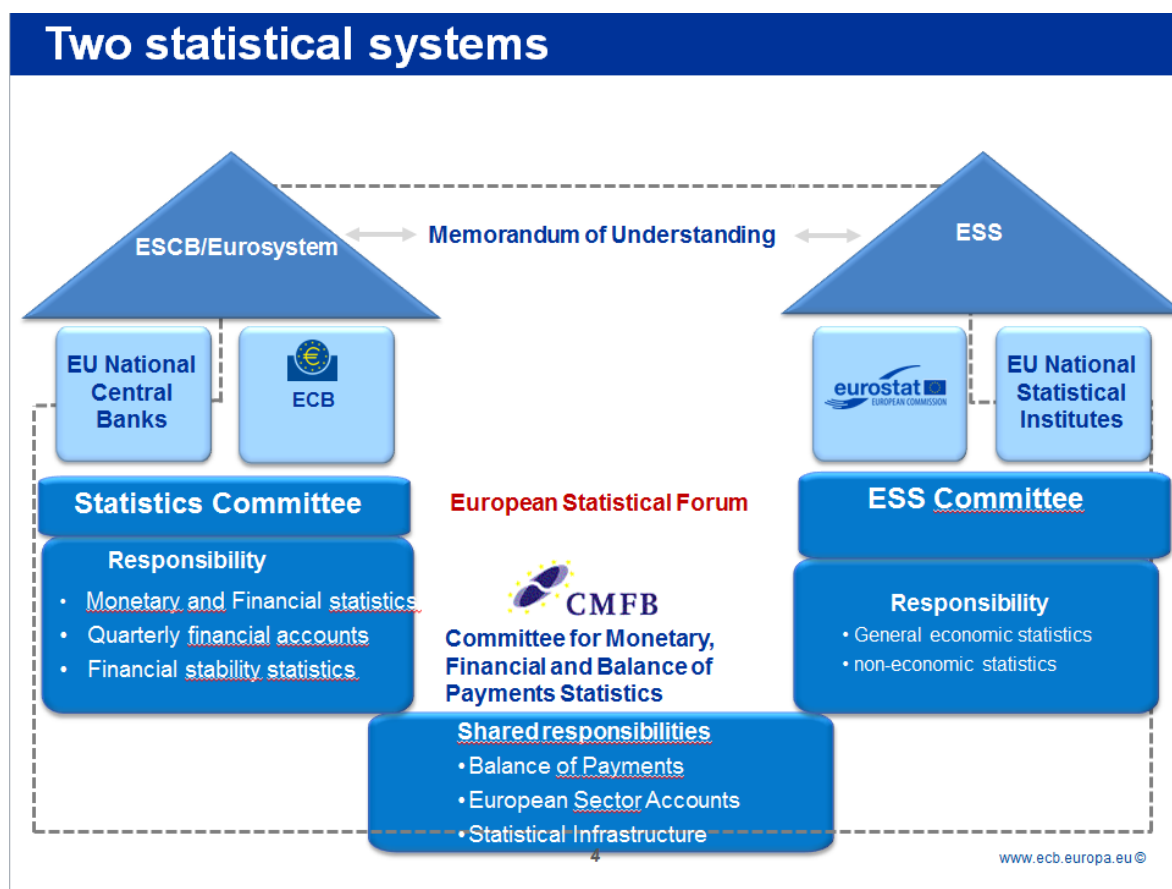 Two statistical systems
ESCB/Eurosystem
Memorandum of Understanding
ESS
EU National
Central
Banks
ECB
eurostat
EUROPEAN COMMISSION
EU National
Statistical
Institutes
Statistics Committee
European Statistical Forum
ESS Committee
Responsibility
• Monetary and Financial statistics
• Quarterly financial accounts
• Financial stability statistics
CMFB
Committee for Monetary,
Financial and Balance of
Payments Statistics
Responsibility
• General economic statistics
• non-economic statistics
Shared responsibilities
• Balance of Payments
• European Sector Accounts
• Statistical Infrastructure
4
www.ecb.europa.eu ©